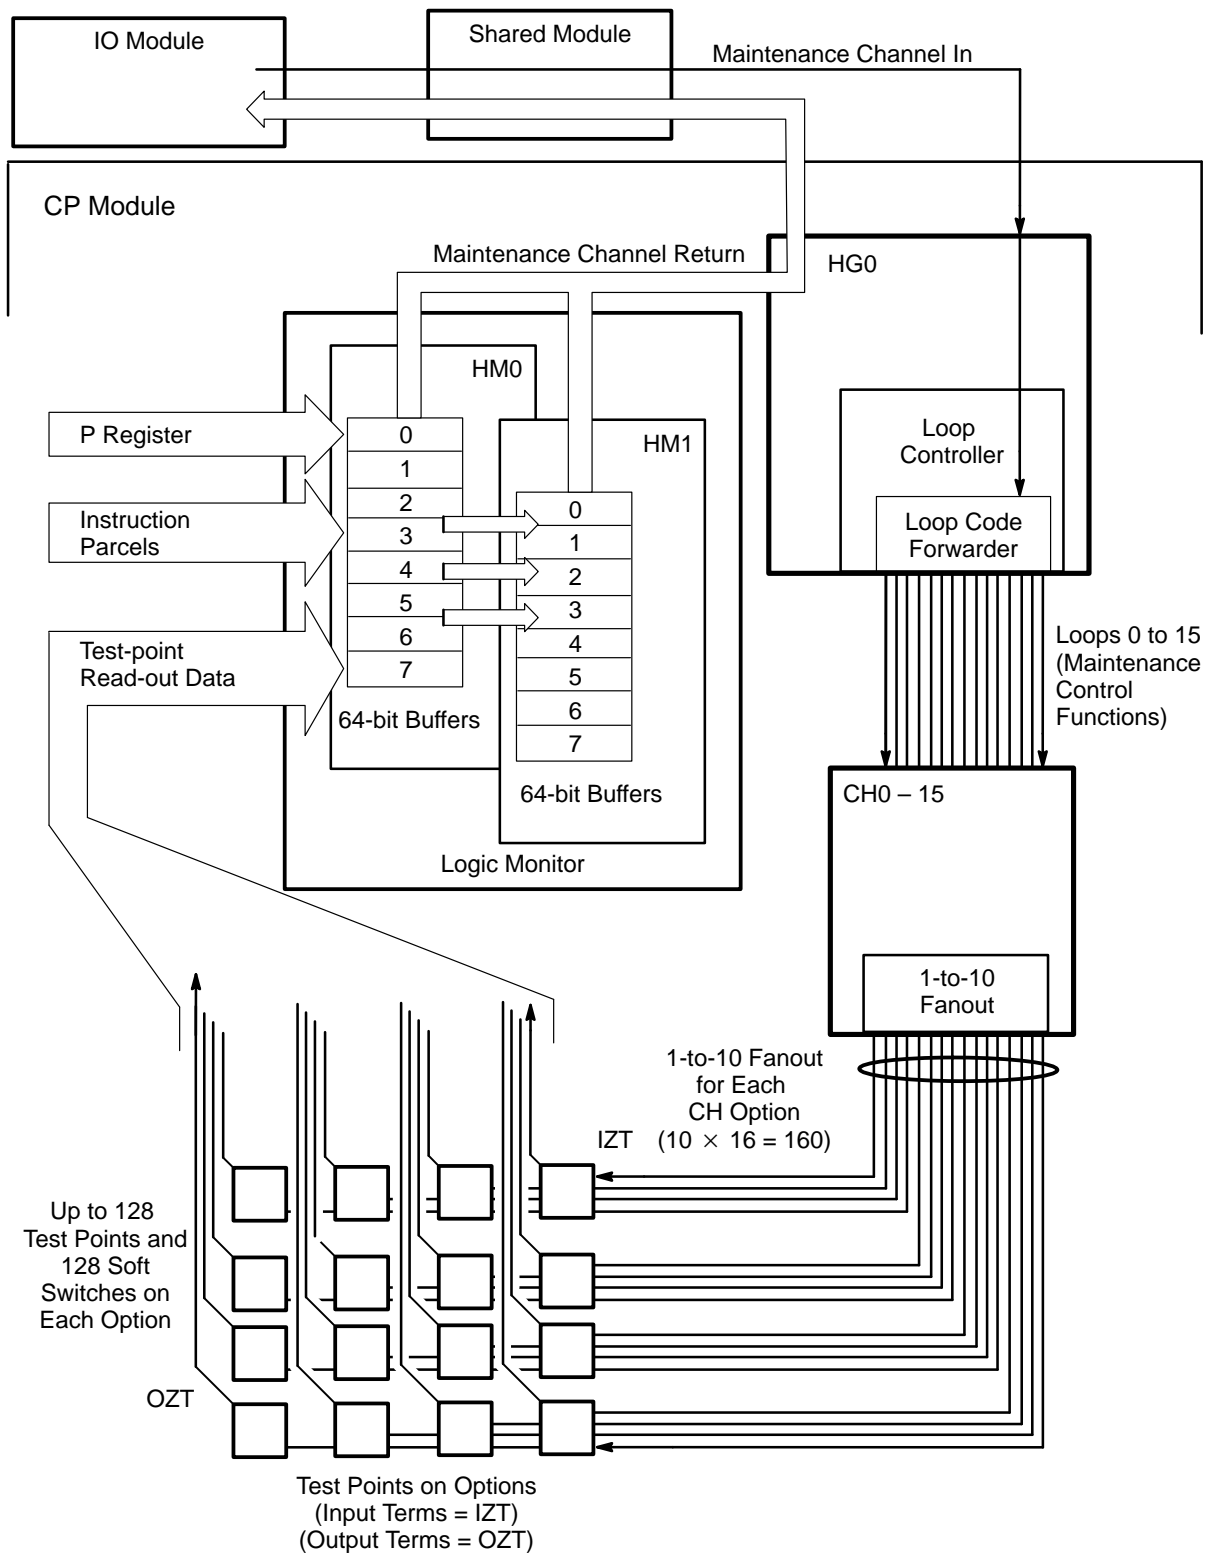 IO Module
Shared Module
Maintenance Channel In
CP Module
Maintenance Channel Return
HG0
HM0
HM1
P Register
Instruction
Parcels
Test-point
Read-out Data
0
1
2
3
4
5
6
7
64-bit Buffers
0
1
2
3
4
5
6
7
64-bit Buffers
Logic Monitor
Loop
Controller
Loop Code
Forwarder
Loops 0 to 15
(Maintenance
Control
Functions)
CH0 – 15
1-to-10
Fanout
1-to-10 Fanout
for Each
CH Option
(10 × 16 = 160)
IZT
Up to 128
Test Points and
128 Soft
Switches on
Each Option
OZT
Test Points on Options
(Input Terms = IZT)
(Output Terms = OZT)